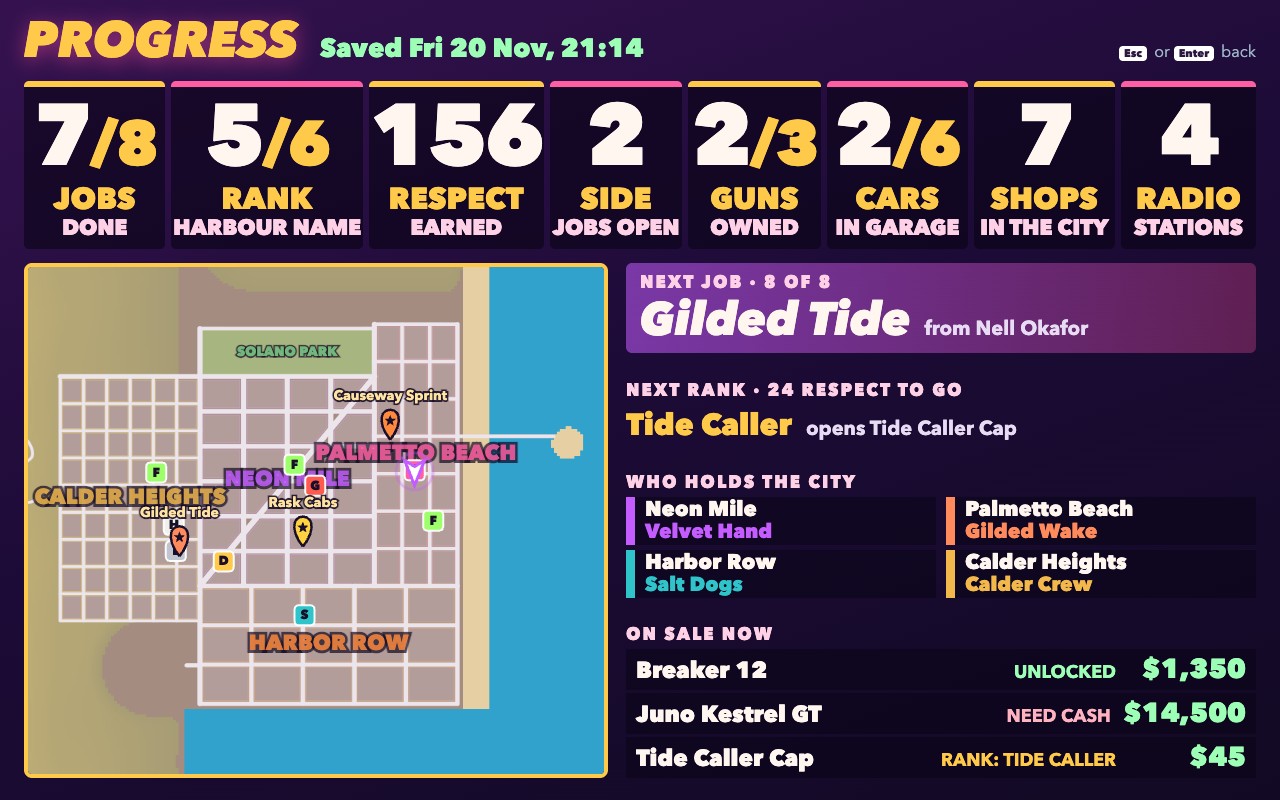 PROGRESS Saved Fri 20 Nov, 21:14
Esc or Enter back
7/8 JOBS DONE
5/6 RANK HARBOUR NAME
156 RESPECT EARNED
2 SIDE JOBS OPEN
2/3 GUNS OWNED
2/6 CARS IN GARAGE
7 SHOPS IN THE CITY
4 RADIO STATIONS
SOLANO PARK
Causeway Sprint
PALMETTO BEACH
F
F
NEON MILE
G
CALDER HEIGHTS
Rask Cabs
Gilded Tide
H
F
D
S
HARBOR ROW
NEXT JOB • 8 OF 8
Gilded Tide from Nell Okafor
NEXT RANK • 24 RESPECT TO GO
Tide Caller opens Tide Caller Cap
WHO HOLDS THE CITY
Neon Mile
Velvet Hand
Palmetto Beach
Gilded Wake
Harbor Row
Salt Dogs
Calder Heights
Calder Crew
ON SALE NOW
Breaker 12 UNLOCKED $1,350
Juno Kestrel GT NEED CASH $14,500
Tide Caller Cap RANK: TIDE CALLER $45